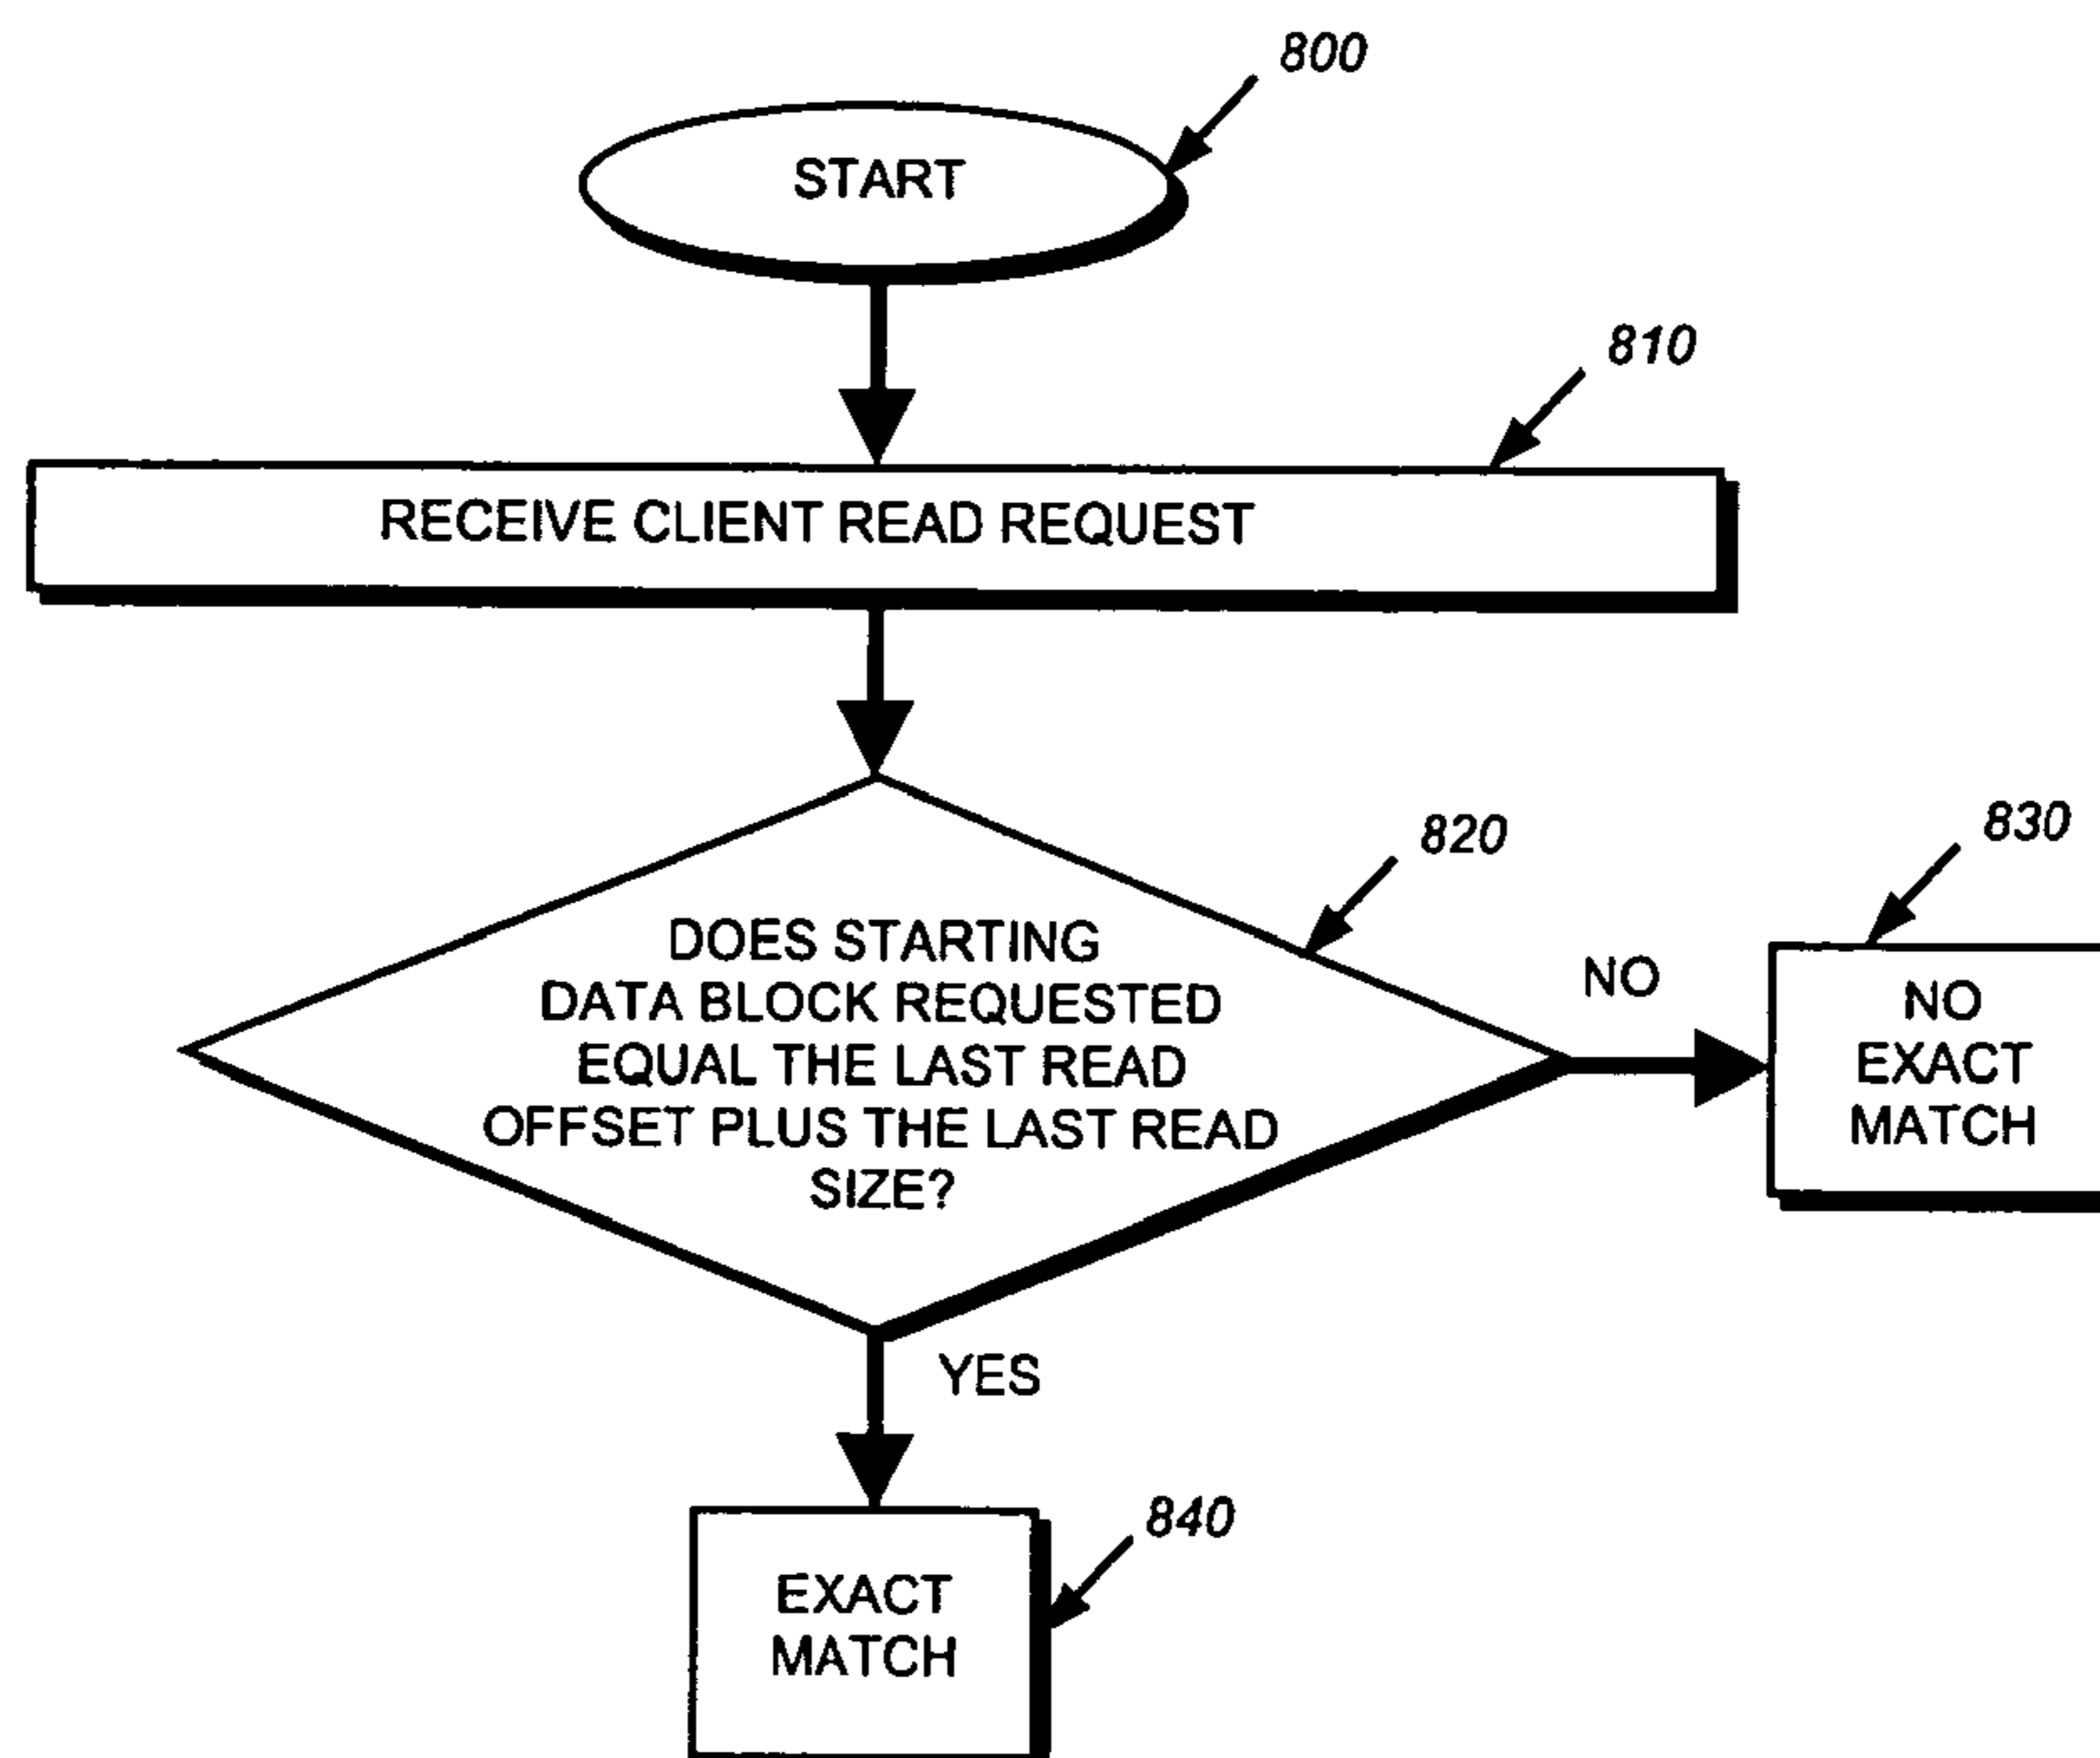 800
START
810
RECEIVE CLIENT READ REQUEST
820
DOES STARTING
DATA BLOCK REQUESTED
EQUAL THE LAST READ
OFFSET PLUS THE LAST READ
SIZE?
NO
830
NO
EXACT
MATCH
YES
840
EXACT
MATCH